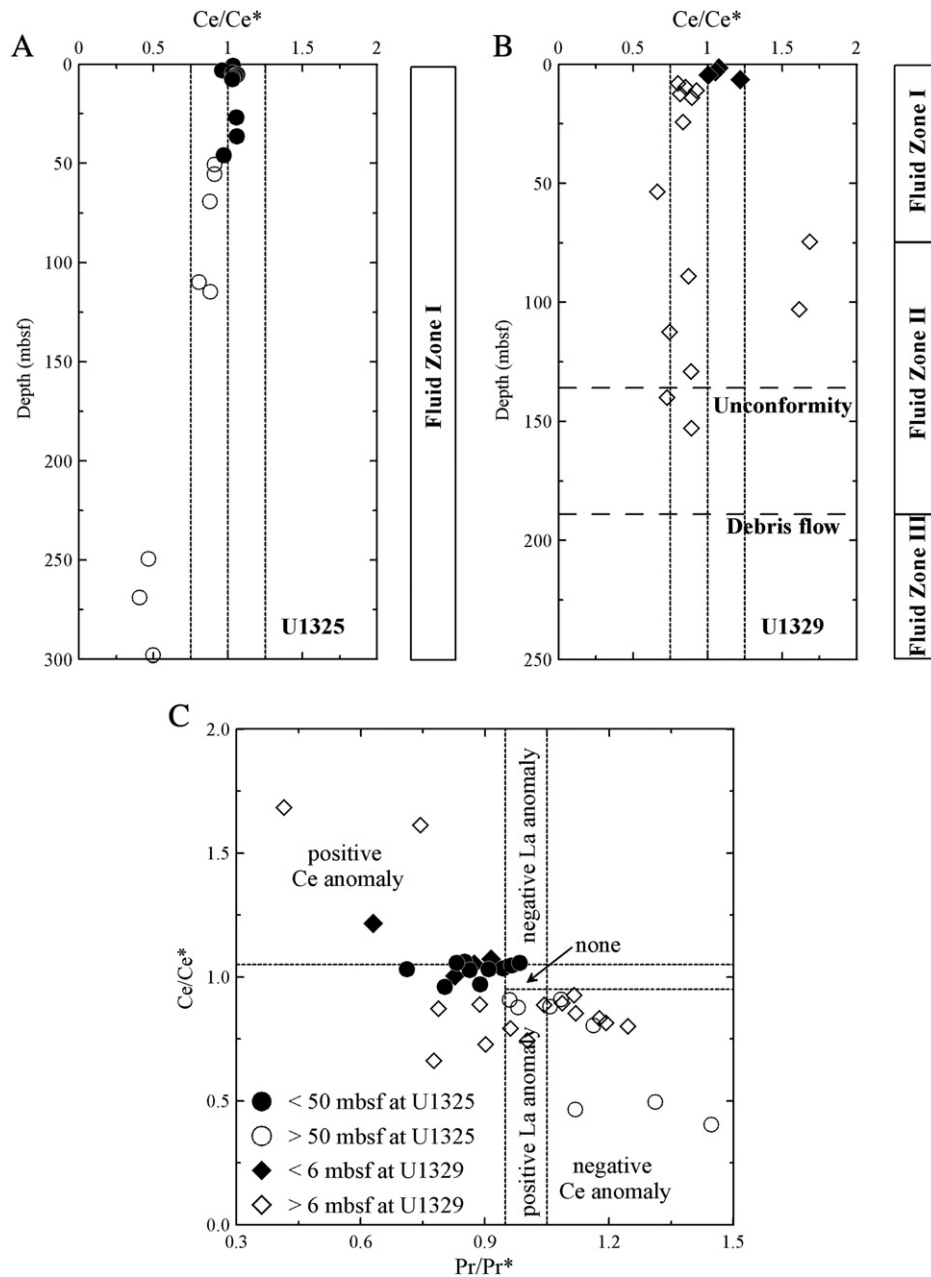 A
Ce/Ce*
0 0.5 1 1.5 2
0
50
100
150
200
250
300
Depth (mbsf)
U1325
Fluid Zone I
B
Ce/Ce*
0 0.5 1 1.5 2
0
50
100
150
200
250
Depth (mbsf)
Unconformity
Debris flow
U1329
Fluid Zone I
Fluid Zone II
Fluid Zone III
C
2.0
1.5
1.0
0.5
0.0
Ce/Ce*
positive
Ce anomaly
negative La anomaly
none
positive La anomaly
negative
Ce anomaly
< 50 mbsf at U1325
> 50 mbsf at U1325
< 6 mbsf at U1329
> 6 mbsf at U1329
0.3 0.6 0.9 1.2 1.5
Pr/Pr*